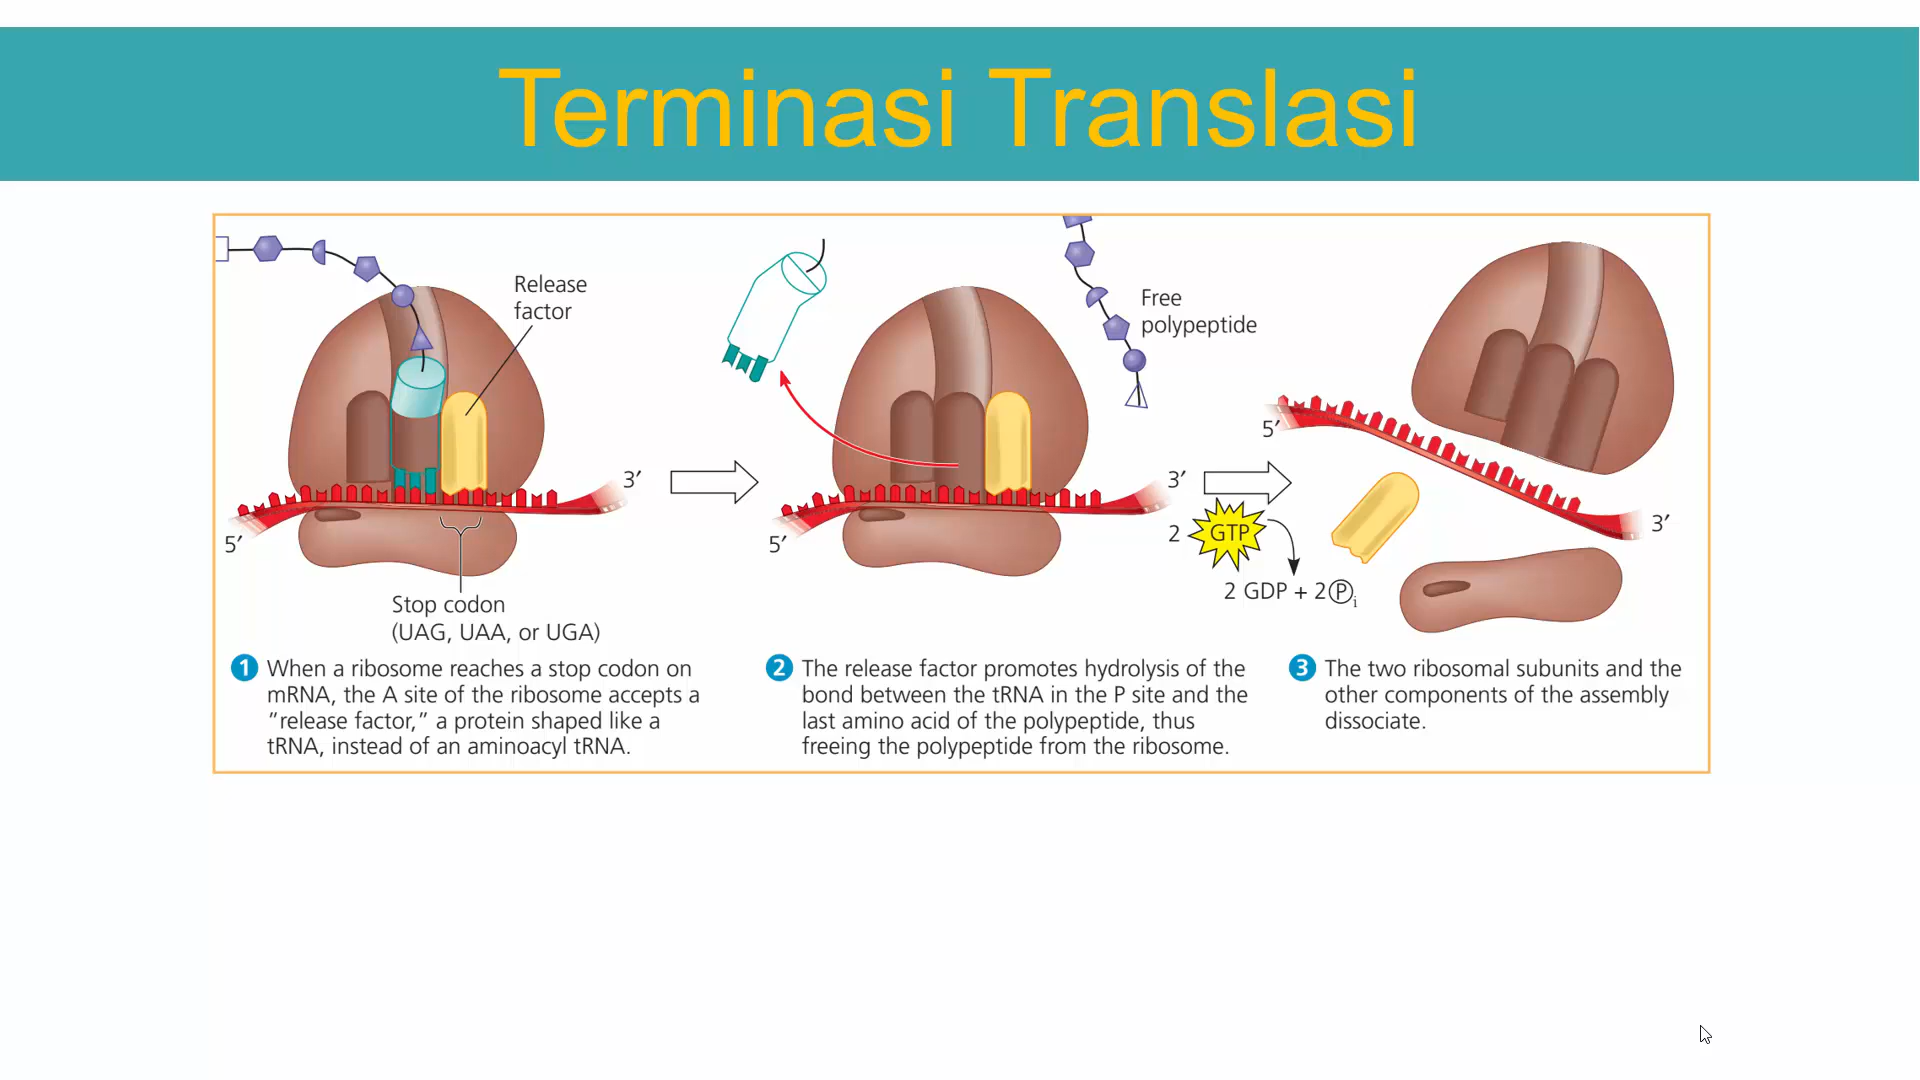 Terminasi Translasi
Release
factor
Free
polypeptide
3′
5′
3′
5′
5′
3′
2 GTP
2 GDP + 2 Pi
Stop codon
(UAG, UAA, or UGA)
1 When a ribosome reaches a stop codon on
mRNA, the A site of the ribosome accepts a
“release factor,” a protein shaped like a
tRNA, instead of an aminoacyl tRNA.
2 The release factor promotes hydrolysis of the
bond between the tRNA in the P site and the
last amino acid of the polypeptide, thus
freeing the polypeptide from the ribosome.
3 The two ribosomal subunits and the
other components of the assembly
dissociate.